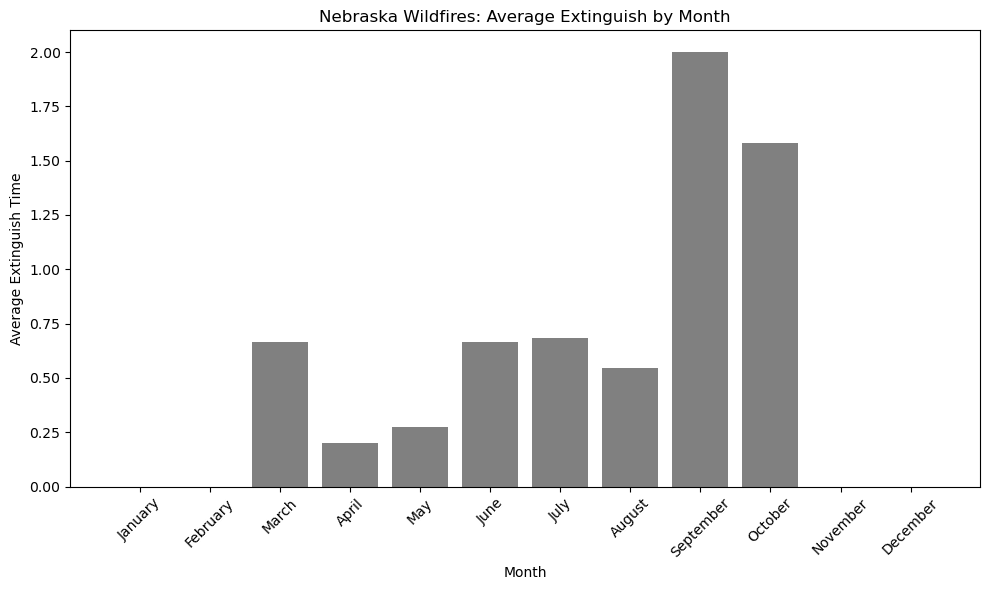 Nebraska Wildfires: Average Extinguish by Month
Average Extinguish Time
2.00
1.75
1.50
1.25
1.00
0.75
0.50
0.25
0.00
January
February
March
April
May
June
July
August
September
October
November
December
Month